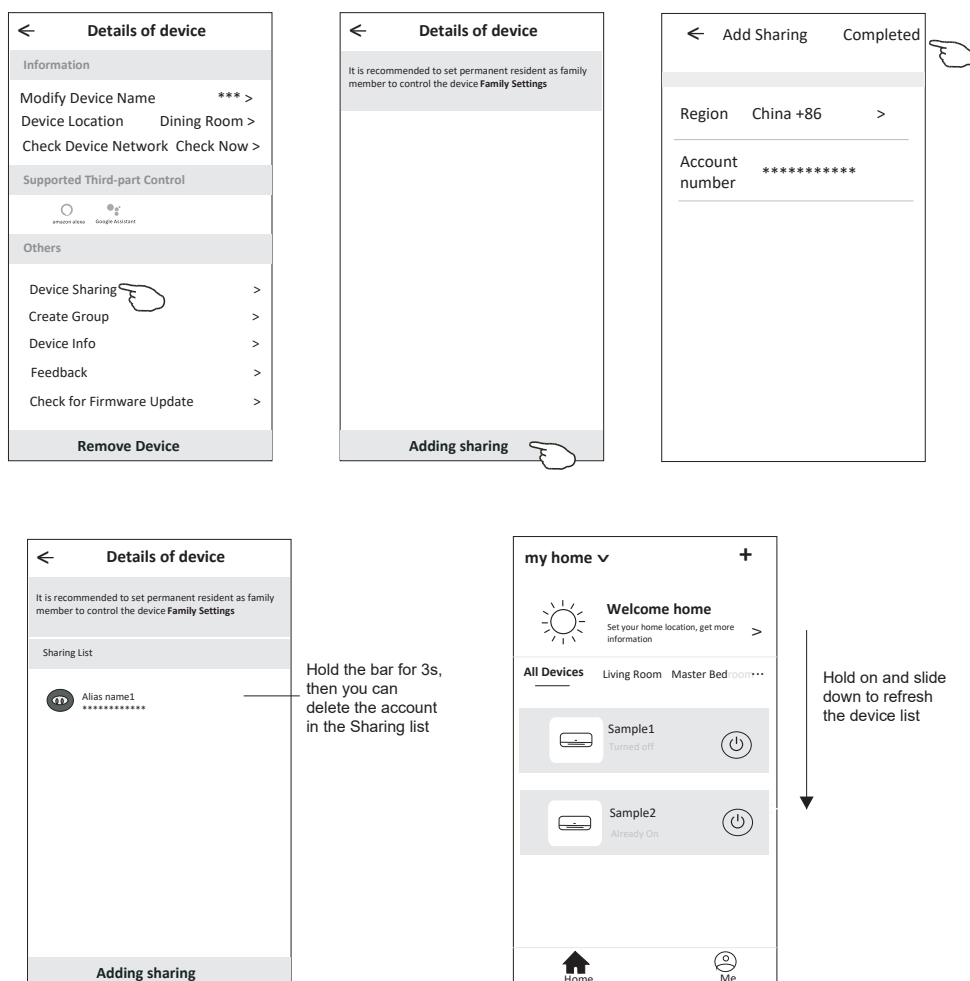 Details of device
Information
Modify Device Name *** >
Device Location Dining Room >
Check Device Network Check Now >
Supported Third-part Control
amazon alexa Google Assistant
Others
Device Sharing >
Create Group >
Device Info >
Feedback >
Check for Firmware Update >
Remove Device
Details of device
It is recommended to set permanent resident as family
member to control the device Family Settings
Adding sharing
Add Sharing Completed
Region China +86 >
Account
number ***********
Details of device
It is recommended to set permanent resident as family
member to control the device Family Settings
Sharing List
Alias name1
************
Adding sharing
Hold the bar for 3s,
then you can
delete the account
in the Sharing list
my home
+
Welcome home
Set your home location, get more
information
>
All Devices Living Room Master Bedroom ...
Sample1
Turned off
Sample2
Already On
Home Me
Hold on and slide
down to refresh
the device list